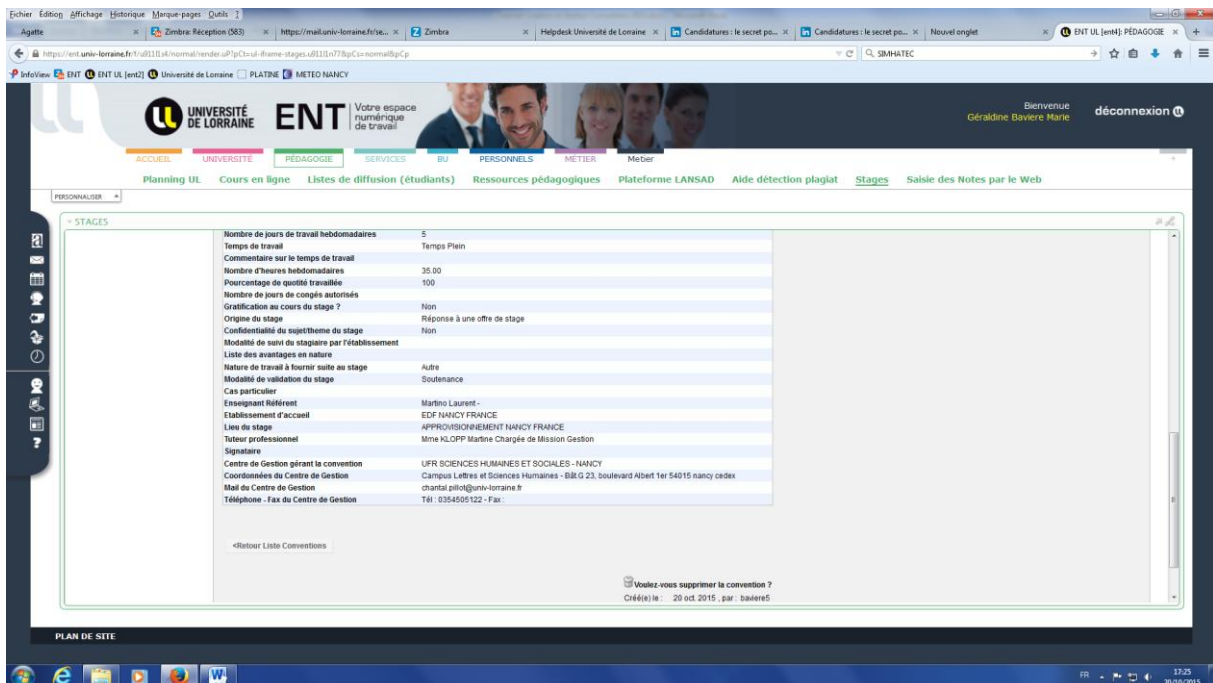 Fichier Édition Affichage Historique Marque-pages Outils ?
Agatte Zimbra: Réception (583) https://mail.univ-lorraine.fr/se... Zimbra Helpdesk Université de Lorraine Candidatures : le secret po... Candidatures : le secret po... Nouvel onglet ENT UL [ent4]: PÉDAGOGIE
SIMHATEC
InfoView ENT ENT UL [ent2] Université de Lorraine PLATINE METEO NANCY
UNIVERSITÉ DE LORRAINE
ENT
Votre espace
numérique
de travail
Bienvenue
Géraldine Baviere Marie
déconnexion
ACCUEIL UNIVERSITÉ PÉDAGOGIE SERVICES BU PERSONNELS MÉTIER Metier
Planning UL Cours en ligne Listes de diffusion (étudiants) Ressources pédagogiques Plateforme LANSAD Aide détection plagiat Stages Saisie des Notes par le Web
PERSONNALISER
STAGES
Nombre de jours de travail hebdomadaires 5
Temps de travail Temps Plein
Commentaire sur le temps de travail
Nombre d'heures hebdomadaires 35.00
Pourcentage de quotité travaillée 100
Nombre de jours de congés autorisés
Gratification au cours du stage ? Non
Origine du stage Réponse à une offre de stage
Confidentialité du sujet/theme du stage Non
Modalité de suivi du stagiaire par l'établissement
Liste des avantages en nature
Nature de travail à fournir suite au stage Autre
Modalité de validation du stage Soutenance
Cas particulier
Enseignant Référent Martino Laurent -
Etablissement d'accueil EDF NANCY FRANCE
Lieu du stage APPROVISIONNEMENT NANCY FRANCE
Tuteur professionnel Mme KLOPP Martine Chargée de Mission Gestion
Signataire
Centre de Gestion gérant la convention UFR SCIENCES HUMAINES ET SOCIALES - NANCY
Coordonnées du Centre de Gestion Campus Lettres et Sciences Humaines - Bât G 23, boulevard Albert 1er 54015 nancy cedex
Mail du Centre de Gestion chantal.pillot@univ-lorraine.fr
Téléphone - Fax du Centre de Gestion Tél : 0354505122 - Fax :
<Retour Liste Conventions
Voulez-vous supprimer la convention ?
Créé(e) le : 20 oct. 2015 , par : baviere5
PLAN DE SITE
FR 17:25
20/10/2015